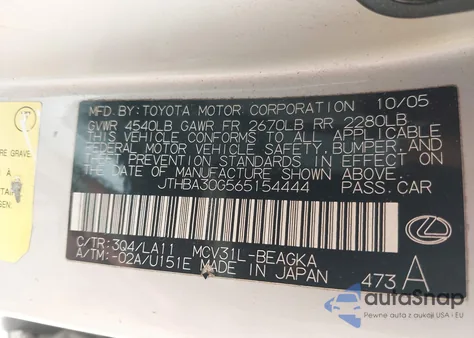 MFD. BY: TOYOTA MOTOR CORPORATION 10/05
GVWR 4540LB GAWR FR 2670LB RR 2280LB
THIS VEHICLE CONFORMS TO ALL APPLICABLE
FEDERAL MOTOR VEHICLE SAFETY, BUMPER, AND
THEFT PREVENTION STANDARDS IN EFFECT ON
THE DATE OF MANUFACTURE SHOWN ABOVE.
JTHBA30G565154444 PASS. CAR
C/TR: 3Q4/LA11 MCV31L-BEAGKA
A/TM: -02A/U151E MADE IN JAPAN 473 A
RE GRAVE.
autoSnap
Pewne auta z aukcji USA i EU